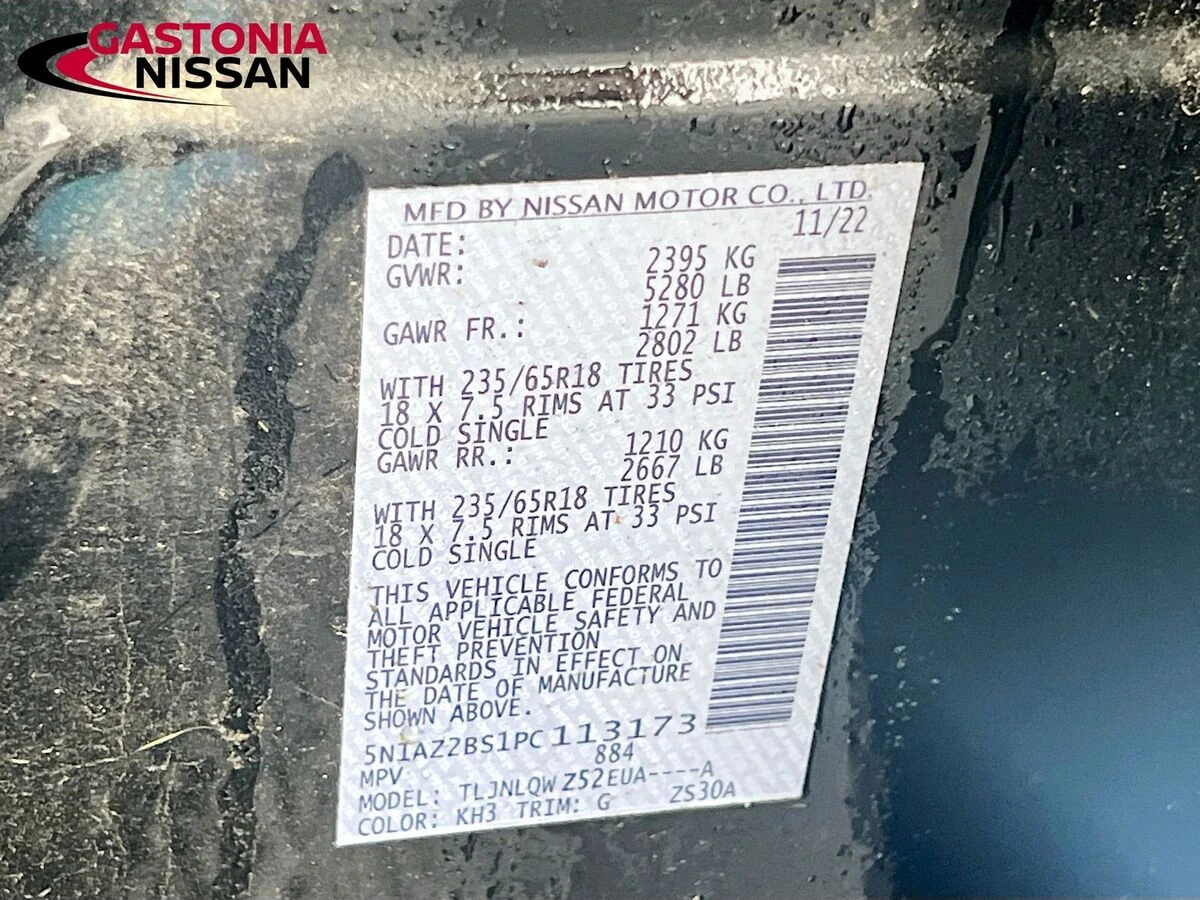 GASTONIA
NISSAN
MFD BY NISSAN MOTOR CO., LTD.
DATE: 11/22
GVWR: 2395 KG
5280 LB
GAWR FR.: 1271 KG
2802 LB
WITH 235/65R18 TIRES
18 X 7.5 RIMS AT 33 PSI
COLD SINGLE
GAWR RR.: 1210 KG
2667 LB
WITH 235/65R18 TIRES
18 X 7.5 RIMS AT 33 PSI
COLD SINGLE
THIS VEHICLE CONFORMS TO
ALL APPLICABLE FEDERAL
MOTOR VEHICLE SAFETY AND
THEFT PREVENTION
STANDARDS IN EFFECT ON
THE DATE OF MANUFACTURE
SHOWN ABOVE.
5N1AZ2BS1PC113173
MPV 884
MODEL: TLJNLQW Z52EUA----A
COLOR: KH3 TRIM: G ZS30A